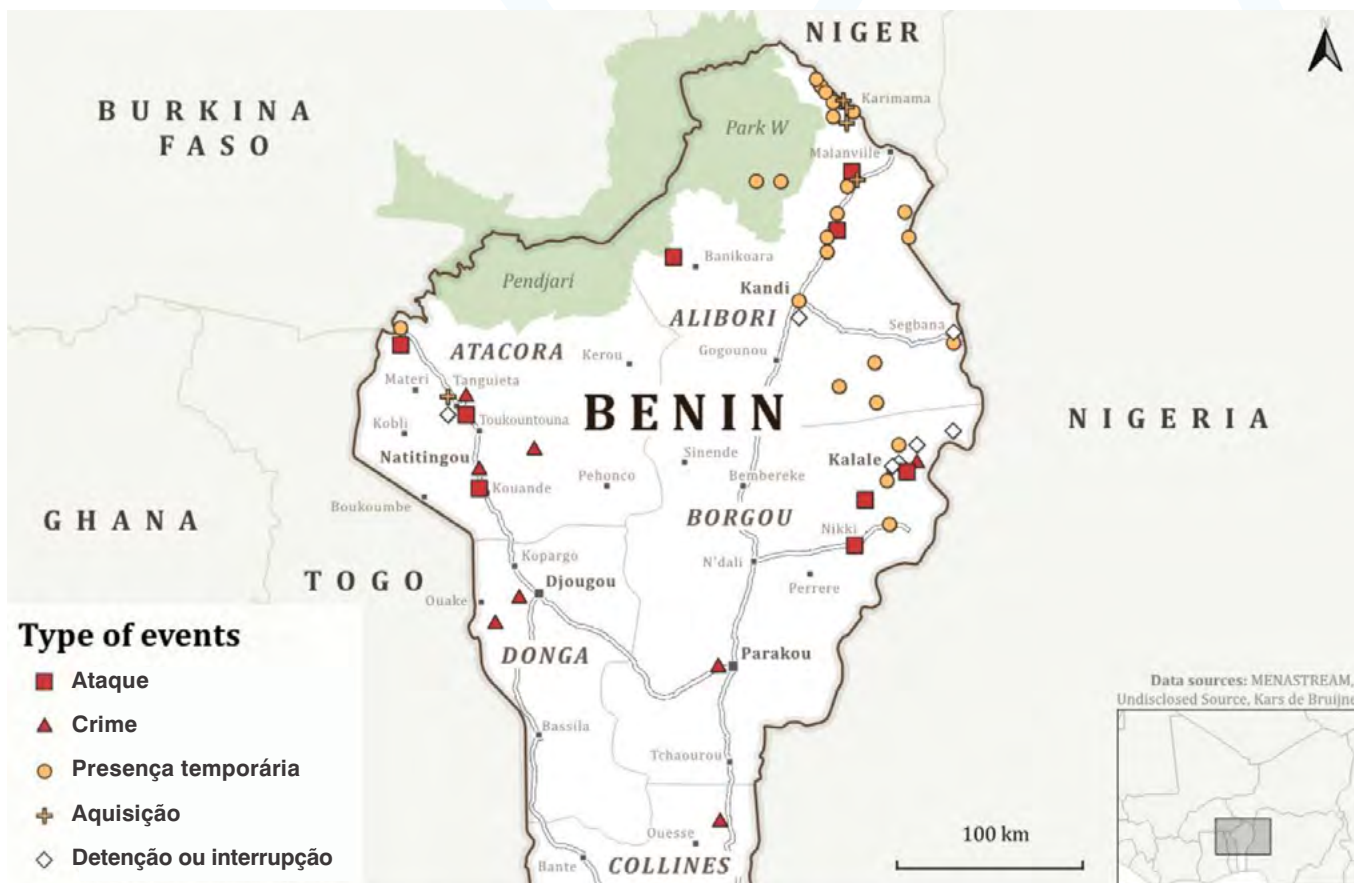 NIGER
N
BURKINA
FASO
Karimama
Park W
Malanville
Banikoara
Pendjari
Kandi
ALIBORI
Segbana
ATACORA
Kerou
Gogounou
Materi
Tanguieta
BENIN
NIGERIA
Toukountouna
Kobli
Natitingou
Sinende
Kalale
Pehonco
Bembereke
Kouande
Boukoumbe
GHANA
BORGOU
Nikki
Kopargo
N'dali
TOGO
Djougou
Perrere
Ouake
Type of events
DONGA
Parakou
Ataque
Data sources: MENASTREAM,
Undisclosed Source, Kars de Bruijne
Crime
Bassila
Tchaourou
Presença temporária
Aquisição
Ouesse
100 km
Detenção ou interrupção
Bante
COLLINES